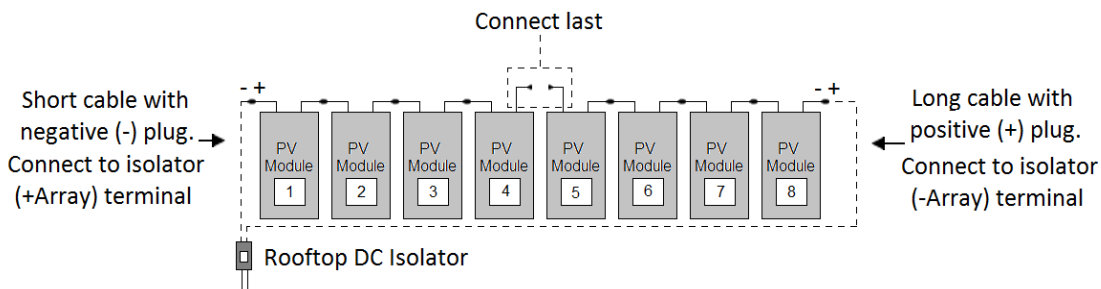 Connect last
- +
- +
Short cable with
negative (-) plug.
Connect to isolator
(+Array) terminal
PV
Module
1
PV
Module
2
PV
Module
3
PV
Module
4
PV
Module
5
PV
Module
6
PV
Module
7
PV
Module
8
Long cable with
positive (+) plug.
Connect to isolator
(-Array) terminal
Rooftop DC Isolator